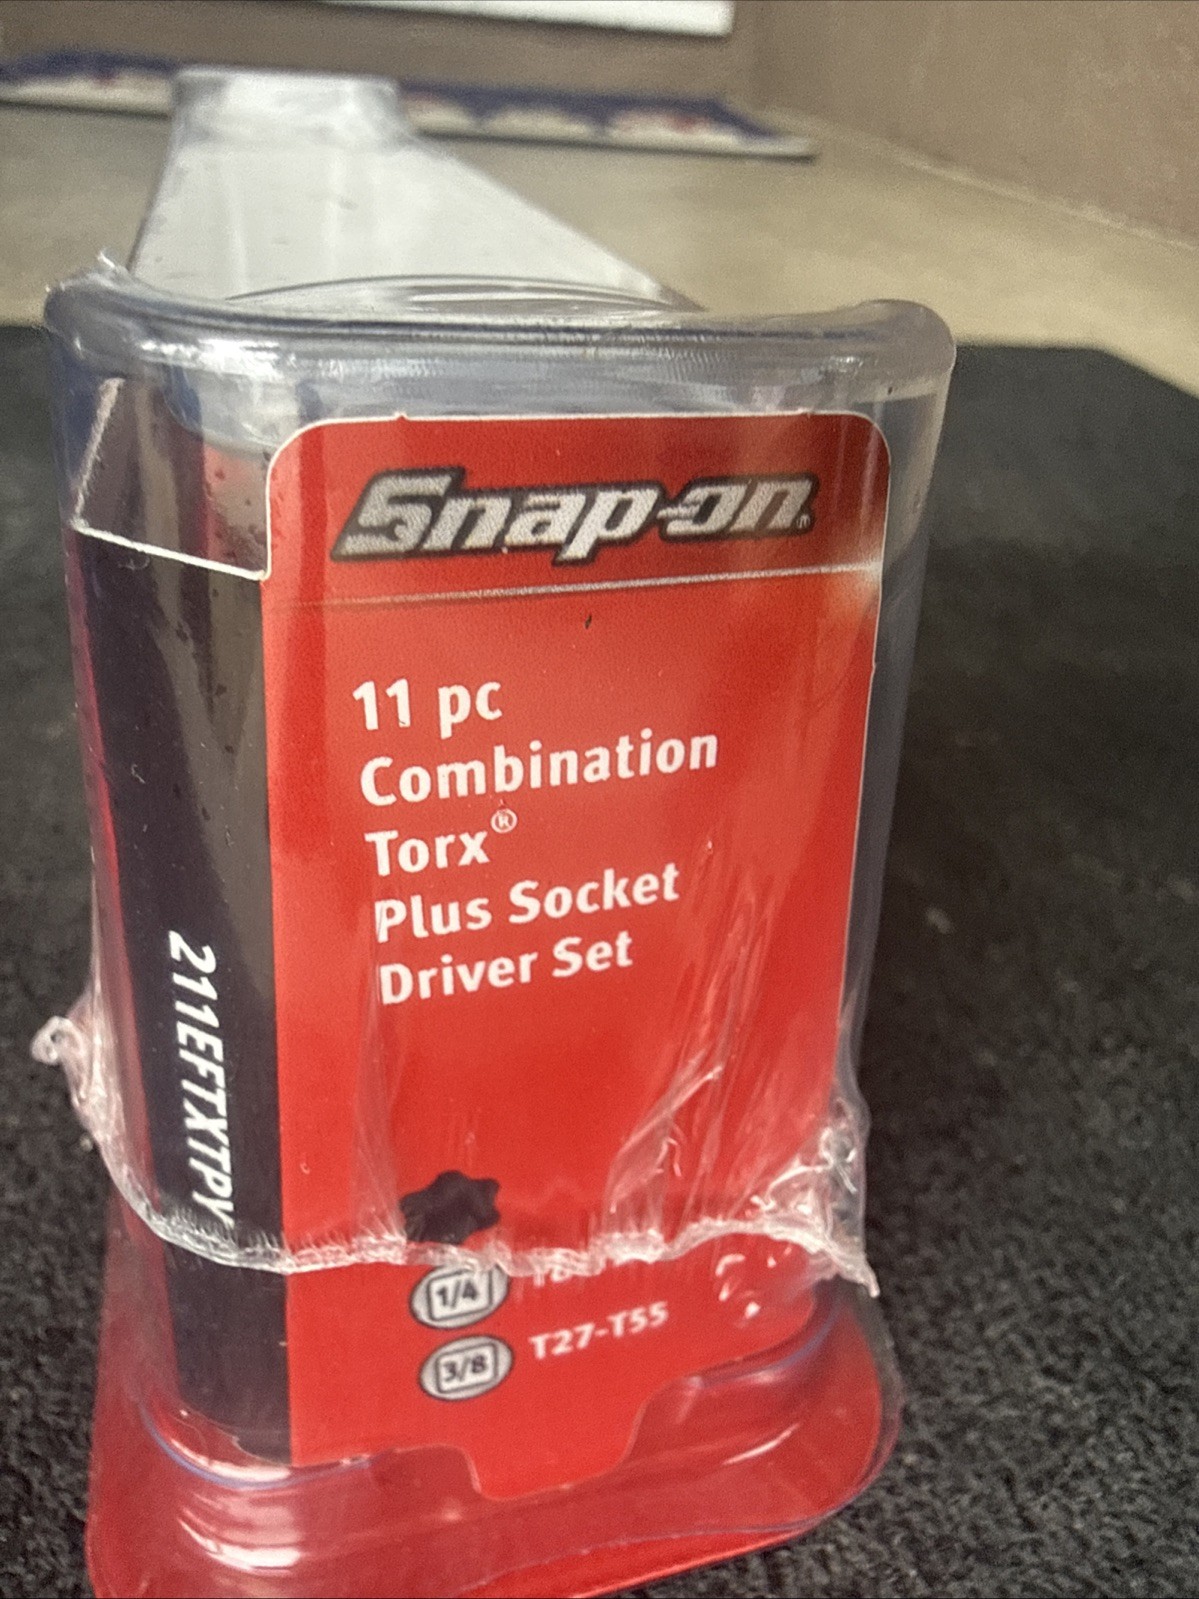 Snap-on®
11 pc
Combination
Torx®
Plus Socket
Driver Set
211EFTXTPY
1/4
3/8 T27-T55